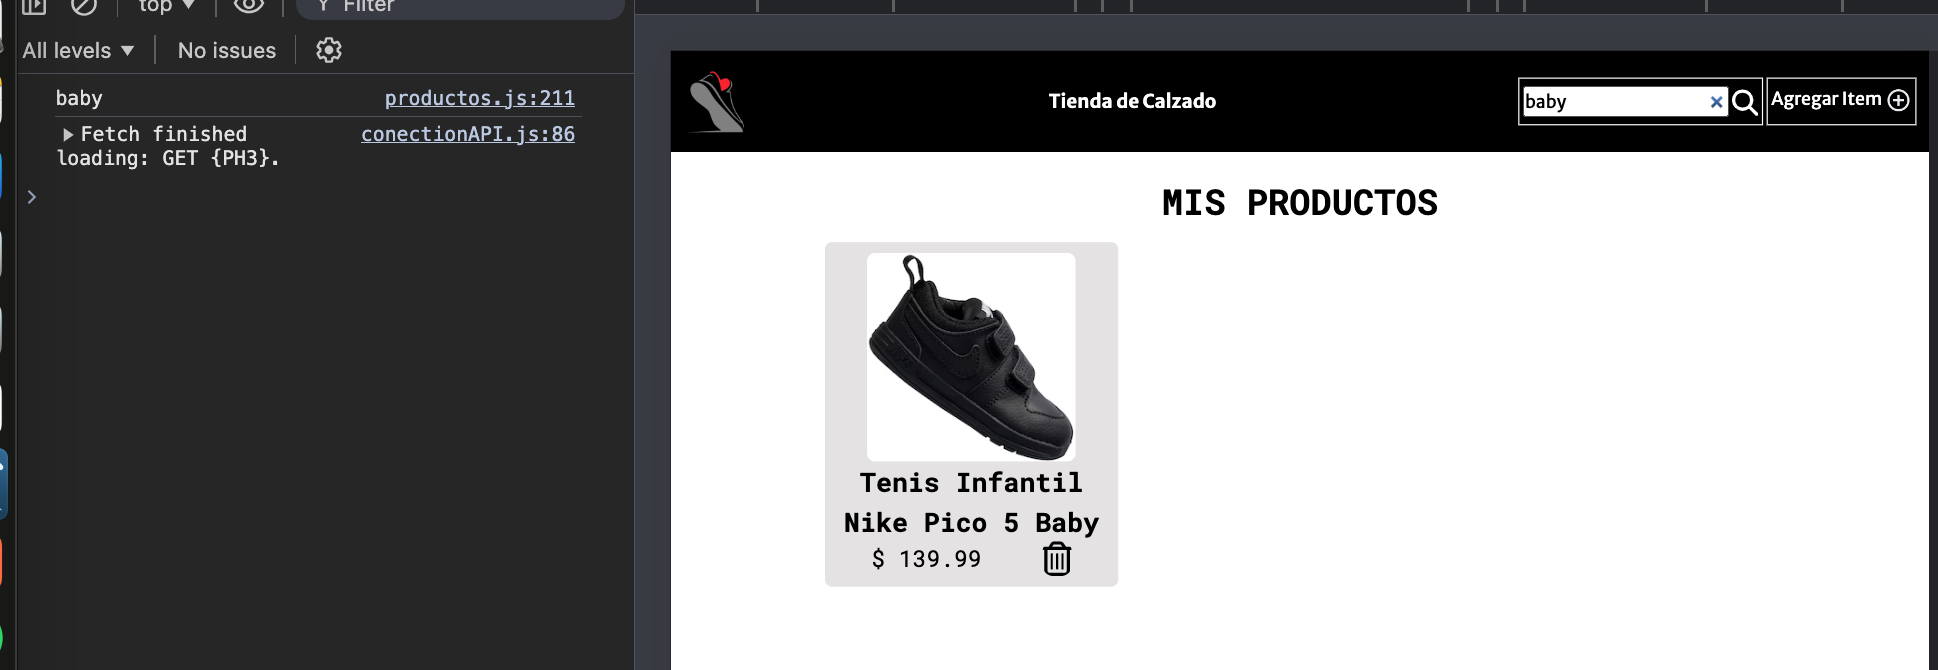 top ▼
Filter
All levels ▼
No issues
baby productos.js:211
▶Fetch finished conectionAPI.js:86
loading: GET {PH3}.
Tienda de Calzado
baby
Agregar Item
MIS PRODUCTOS
Tenis Infantil
Nike Pico 5 Baby
$ 139.99